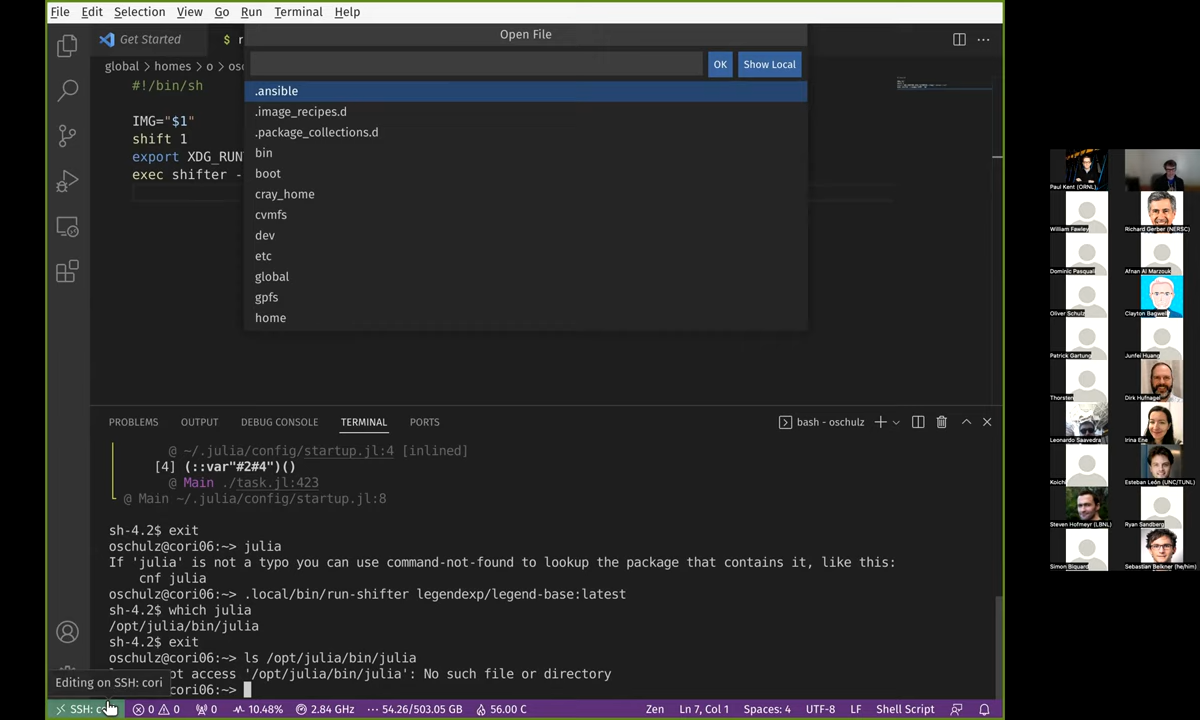 File Edit Selection View Go Run Terminal Help
Open File
Get Started
$ r
OK
Show Local
global > homes > o > osc
.ansible
.image_recipes.d
.package_collections.d
bin
boot
cray_home
cvmfs
dev
etc
global
gpfs
home
#!/bin/sh
IMG="$1"
shift 1
export XDG_RUN
exec shifter -
PROBLEMS OUTPUT DEBUG CONSOLE TERMINAL PORTS
bash - oschulz
@ ~/.julia/config/startup.jl:4 [inlined]
[4] (::var"#2#4")()
@ Main ./task.jl:423
@ Main ~/.julia/config/startup.jl:8
sh-4.2$ exit
oschulz@cori06:~> julia
If 'julia' is not a typo you can use command-not-found to lookup the package that contains it, like this:
cnf julia
oschulz@cori06:~> .local/bin/run-shifter legendexp/legend-base:latest
sh-4.2$ which julia
/opt/julia/bin/julia
sh-4.2$ exit
oschulz@cori06:~> ls /opt/julia/bin/julia
ot access '/opt/julia/bin/julia': No such file or directory
cori06:~>
Editing on SSH: cori
SSH: c
0 0 0 10.48% 2.84 GHz 54.26/503.05 GB 56.00 C Zen Ln 7, Col 1 Spaces: 4 UTF-8 LF Shell Script
Paul Kent (ORNL)
William Fawley
Richard Gerber (NERSC)
Dominic Pasquali
Afnan Al Marzouk
Oliver Schulz
Clayton Bagwell
Patrick Gartung
Junfei Huang
Thorsten
Dirk Hufnagel
Leonardo Saavedra
Irina Ene
Koichi
Esteban León (UNC/TUNL)
Steven Hofmeyr (LBNL)
Ryan Sandberg
Simon Biquard
Sebastian Belkner (he/him)